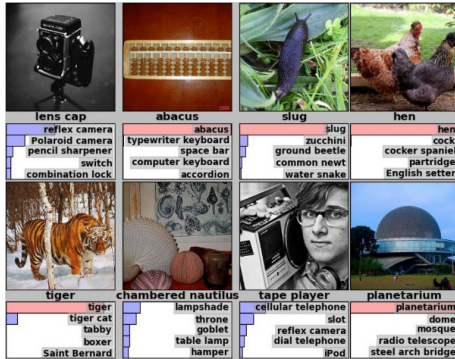 lens cap
reflex camera
Polaroid camera
pencil sharpener
switch
combination lock
abacus
abacus
typewriter keyboard
space bar
computer keyboard
accordion
slug
slug
zucchini
ground beetle
common newt
water snake
hen
hen
cock
cocker spaniel
partridge
English setter
tiger
tiger
tiger cat
tabby
boxer
Saint Bernard
chambered nautilus
lampshade
throne
goblet
table lamp
hamper
tape player
cellular telephone
slot
reflex camera
dial telephone
iPod
planetarium
planetarium
dome
mosque
radio telescope
steel arch bridge